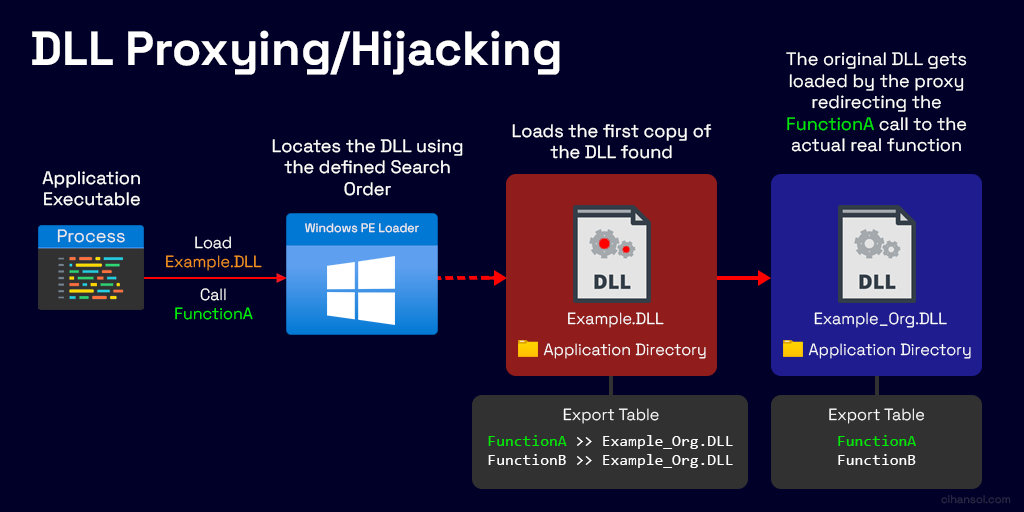 DLL Proxying/Hijacking
The original DLL gets
loaded by the proxy
redirecting the
FunctionA call to the
actual real function
Loads the first copy of
the DLL found
Locates the DLL using
the defined Search
Order
Application
Executable
Process
Load
Example.DLL
Call
FunctionA
Windows PE Loader
DLL
Example.DLL
Application Directory
DLL
Example_Org.DLL
Application Directory
Export Table
FunctionA >> Example_Org.DLL
FunctionB >> Example_Org.DLL
Export Table
FunctionA
FunctionB
cihansol.com